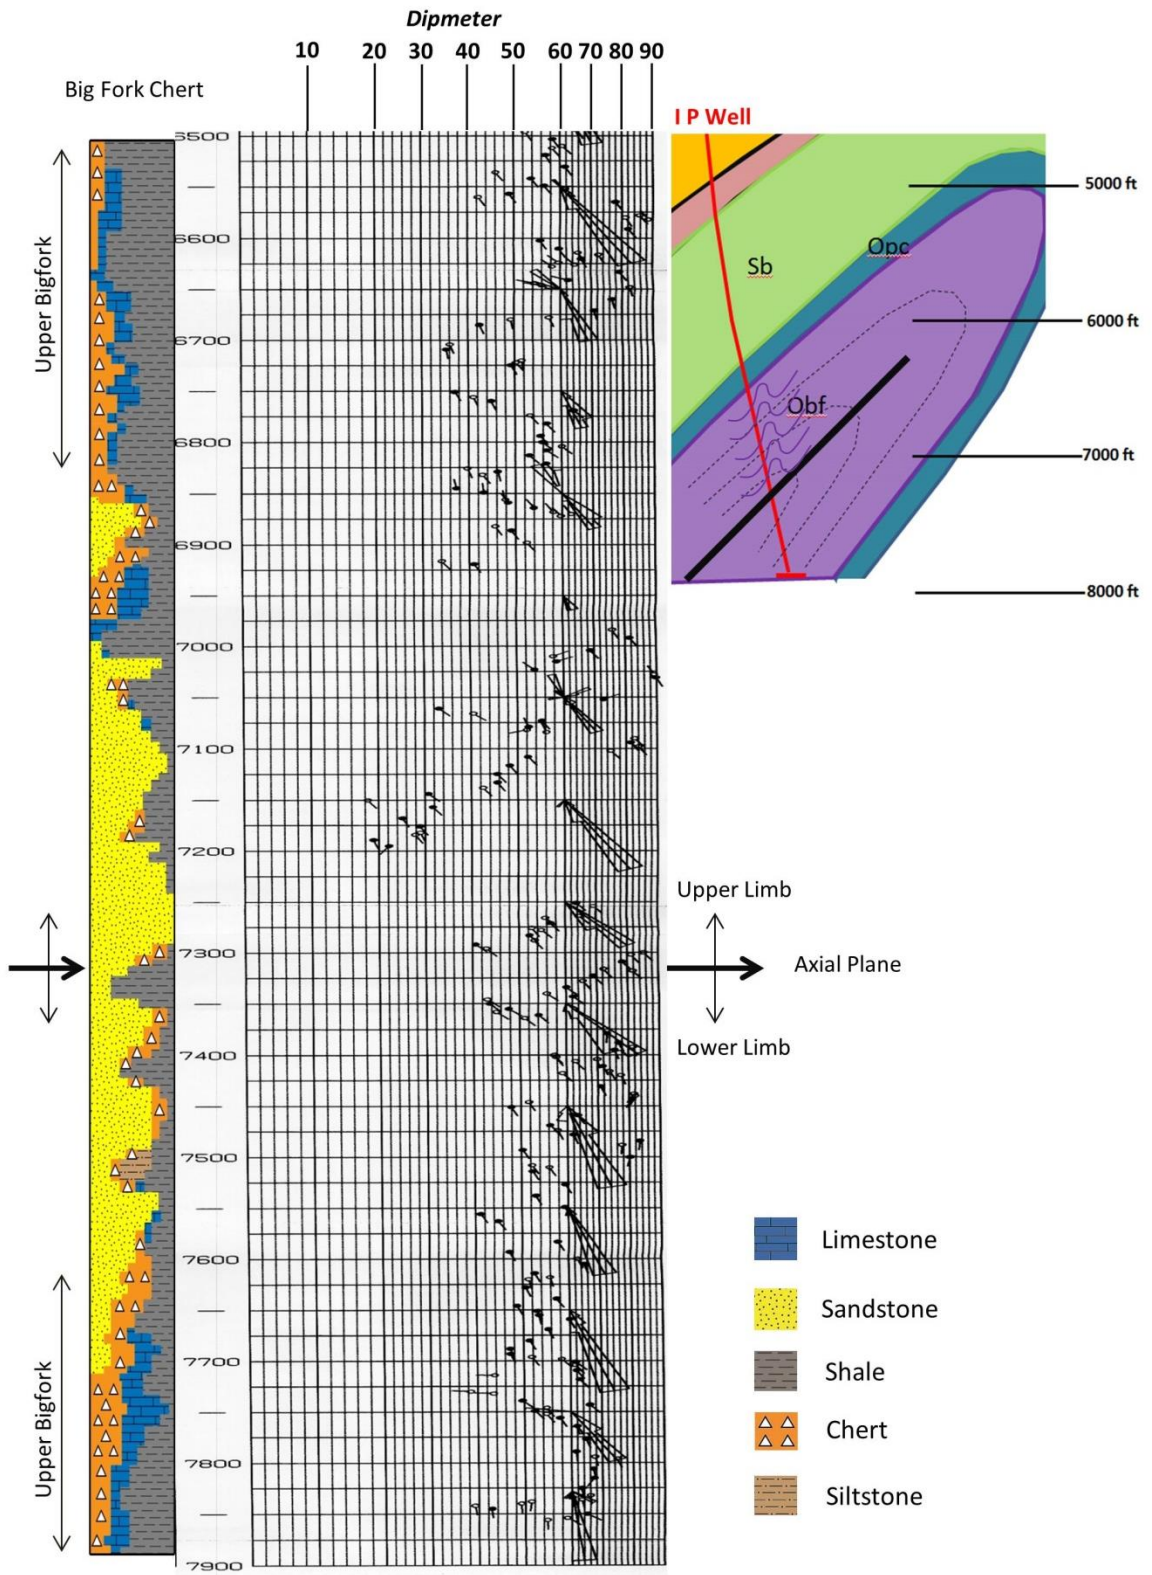 Dipmeter
10 20 30 40 50 60 70 80 90
Big Fork Chert
I P Well
Upper Bigfork
6500
6600
6700
6800
6900
7000
7100
7200
7300
7400
7500
7600
7700
7800
7900
5000 ft
Opc
Sb
6000 ft
Obf
7000 ft
8000 ft
Upper Limb
Axial Plane
Lower Limb
Upper Bigfork
Limestone
Sandstone
Shale
Chert
Siltstone